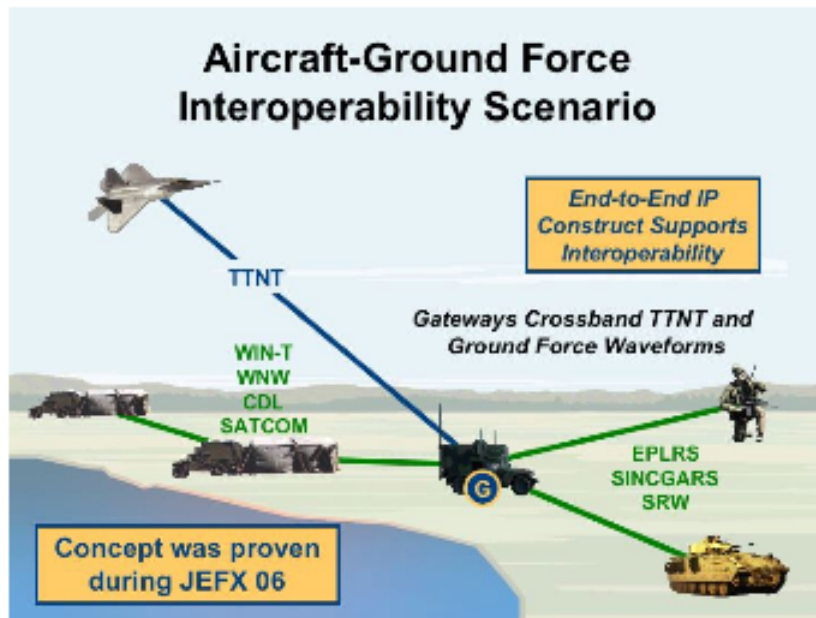 Aircraft-Ground Force
Interoperability Scenario
End-to-End IP
Construct Supports
Interoperability
TTNT
Gateways Crossband TTNT and
Ground Force Waveforms
WIN-T
WNW
CDL
SATCOM
EPLRS
SINCGARS
SRW
G
Concept was proven
during JEFX 06